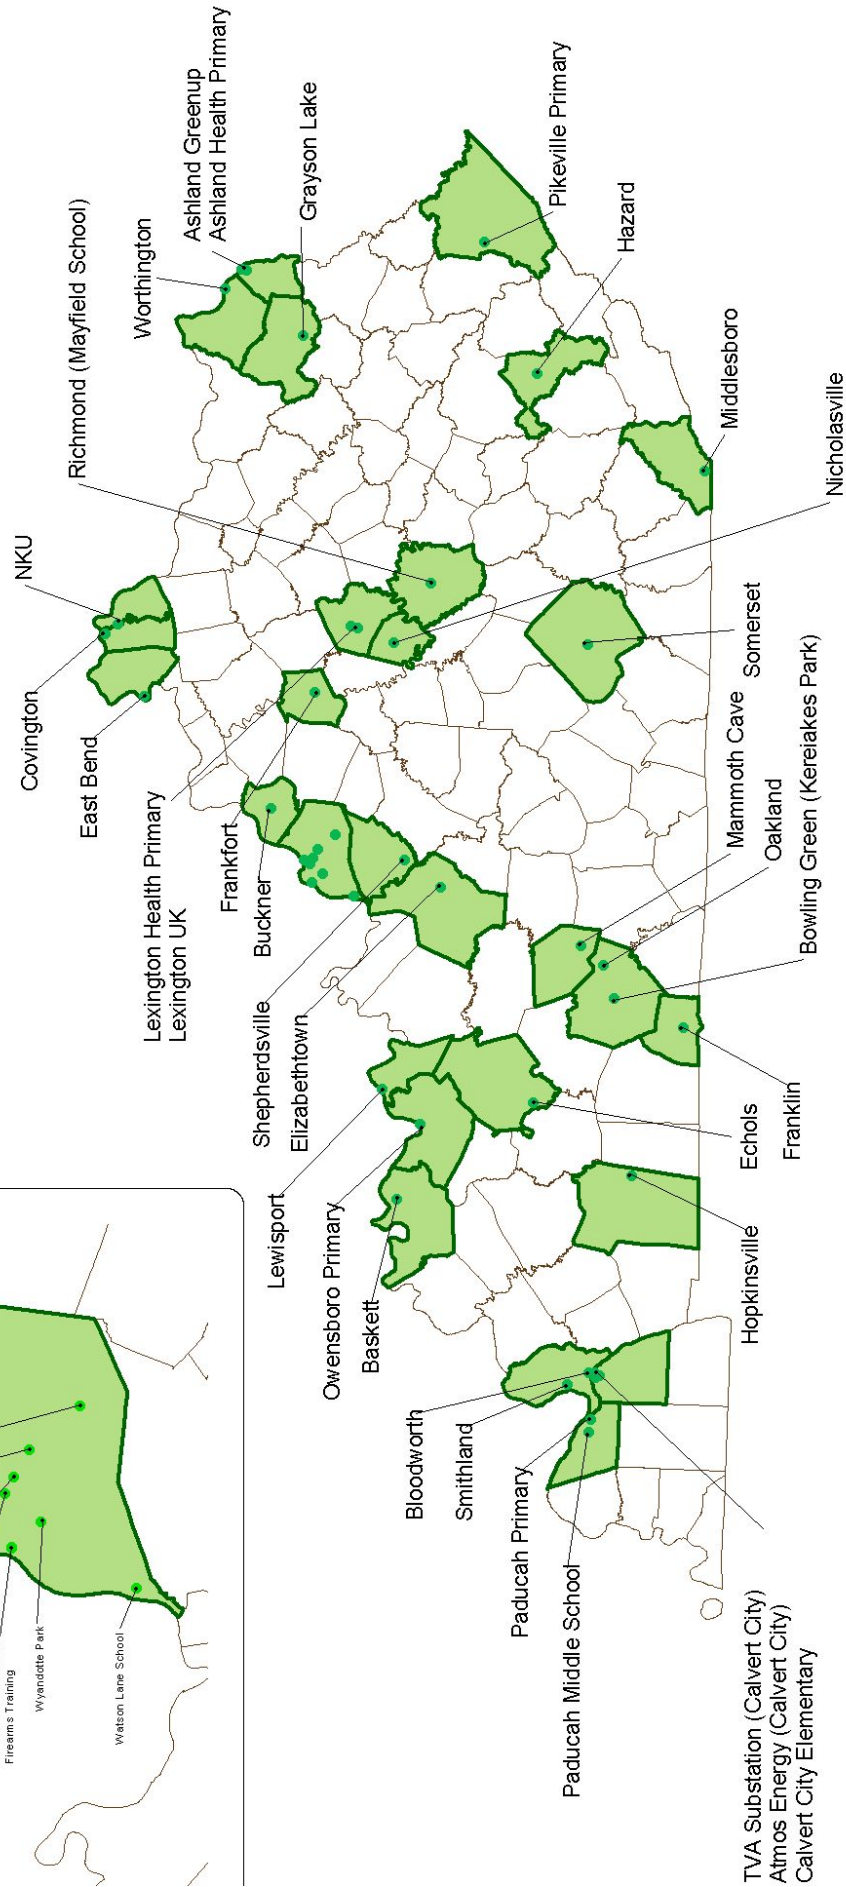 Firearms Training
Wyandotte Park
Watson Lane School
Covington
NKU
East Bend
Richmond (Mayfield School)
Worthington
Ashland Greenup
Ashland Health Primary
Grayson Lake
Pikeville Primary
Hazard
Middlesboro
Nicholasville
Somerset
Lexington Health Primary
Lexington UK
Frankfort
Buckner
Shepherdsville
Elizabethtown
Mammoth Cave
Oakland
Bowling Green (Kereiakes Park)
Franklin
Echols
Lewisport
Owensboro Primary
Baskett
Hopkinsville
Bloodworth
Smithland
Paducah Primary
Paducah Middle School
TVA Substation (Calvert City)
Atmos Energy (Calvert City)
Calvert City Elementary